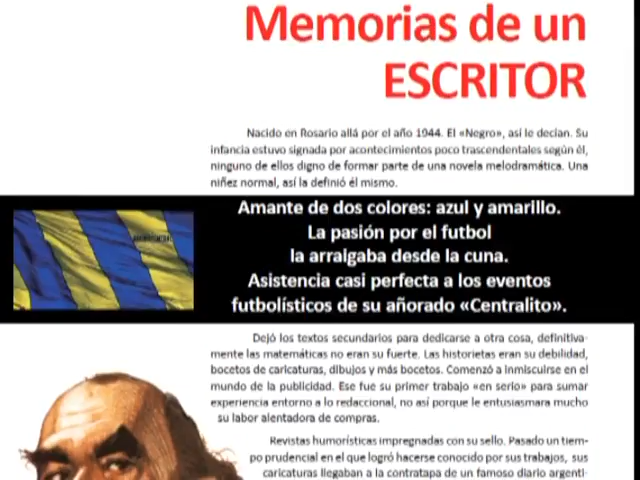 Memorias de un
ESCRITOR
Nacido en Rosario allá por el año 1944. El «Negro», así le decían. Su
infancia estuvo signada por acontecimientos poco trascendentales según él,
ninguno de ellos digno de formar parte de una novela melodramática. Una
niñez normal, así la definió él mismo.
Amante de dos colores: azul y amarillo.
La pasión por el futbol
la arralgaba desde la cuna.
Asistencia casi perfecta a los eventos
futbolísticos de su añorado «Centralito».
Dejó los textos secundarios para dedicarse a otra cosa, definitiva-
mente las matemáticas no eran su fuerte. Las historietas eran su debilidad,
bocetos de caricaturas, dibujos y más bocetos. Comenzó a inmiscuirse en el
mundo de la publicidad. Ese fue su primer trabajo «en serio» para sumar
experiencia entorno a lo redaccional, no así porque le entusiasmara mucho
su labor alentadora de compras.
Revistas humorísticas impregnadas con su sello. Pasado un tiem-
po prudencial en el que logró hacerse conocido por sus trabajos, sus
caricaturas llegaban a la contratapa de un famoso diario argenti-